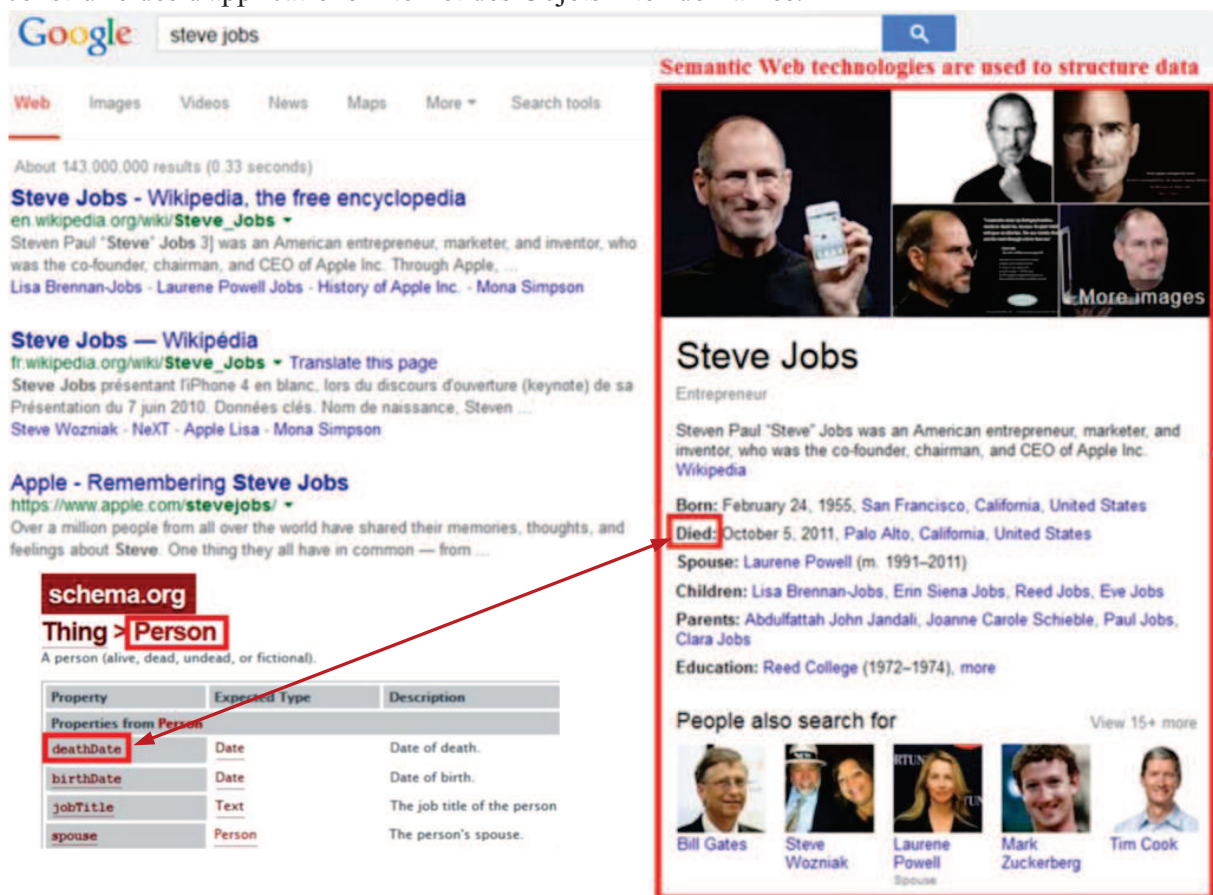 Google steve jobs
Semantic Web technologies are used to structure data
Web Images Videos News Maps More Search tools
About 143.000.000 results (0.33 seconds)
Steve Jobs - Wikipedia, the free encyclopedia
en.wikipedia.org/wiki/Steve_Jobs
Steven Paul "Steve" Jobs 3] was an American entrepreneur, marketer, and inventor, who
was the co-founder, chairman, and CEO of Apple Inc. Through Apple, ...
Lisa Brennan-Jobs - Laurene Powell Jobs - History of Apple Inc. - Mona Simpson
Steve Jobs — Wikipédia
fr.wikipedia.org/wiki/Steve_Jobs Translate this page
Steve Jobs présentant l'iPhone 4 en blanc, lors du discours d'ouverture (keynote) de sa
Présentation du 7 juin 2010. Données clés. Nom de naissance, Steven ...
Steve Wozniak - NeXT - Apple Lisa - Mona Simpson
Apple - Remembering Steve Jobs
https://www.apple.com/stevejobs/
Over a million people from all over the world have shared their memories, thoughts, and
feelings about Steve. One thing they all have in common — from ...
schema.org
Thing > Person
A person (alive, dead, undead, or fictional).
Property Expected Type Description
Properties from Person
deathDate Date Date of death.
birthDate Date Date of birth.
jobTitle Text The job title of the person
spouse Person The person's spouse.
More images
Steve Jobs
Entrepreneur
Steven Paul "Steve" Jobs was an American entrepreneur, marketer, and
inventor, who was the co-founder, chairman, and CEO of Apple Inc.
Wikipedia
Born: February 24, 1955, San Francisco, California, United States
Died: October 5, 2011, Palo Alto, California, United States
Spouse: Laurene Powell (m. 1991–2011)
Children: Lisa Brennan-Jobs, Erin Siena Jobs, Reed Jobs, Eve Jobs
Parents: Abdulfattah John Jandali, Joanne Carole Schieble, Paul Jobs,
Clara Jobs
Education: Reed College (1972–1974), more
People also search for View 15+ more
Bill Gates
Steve
Wozniak
Laurene
Powell
Spouse
Mark
Zuckerberg
Tim Cook